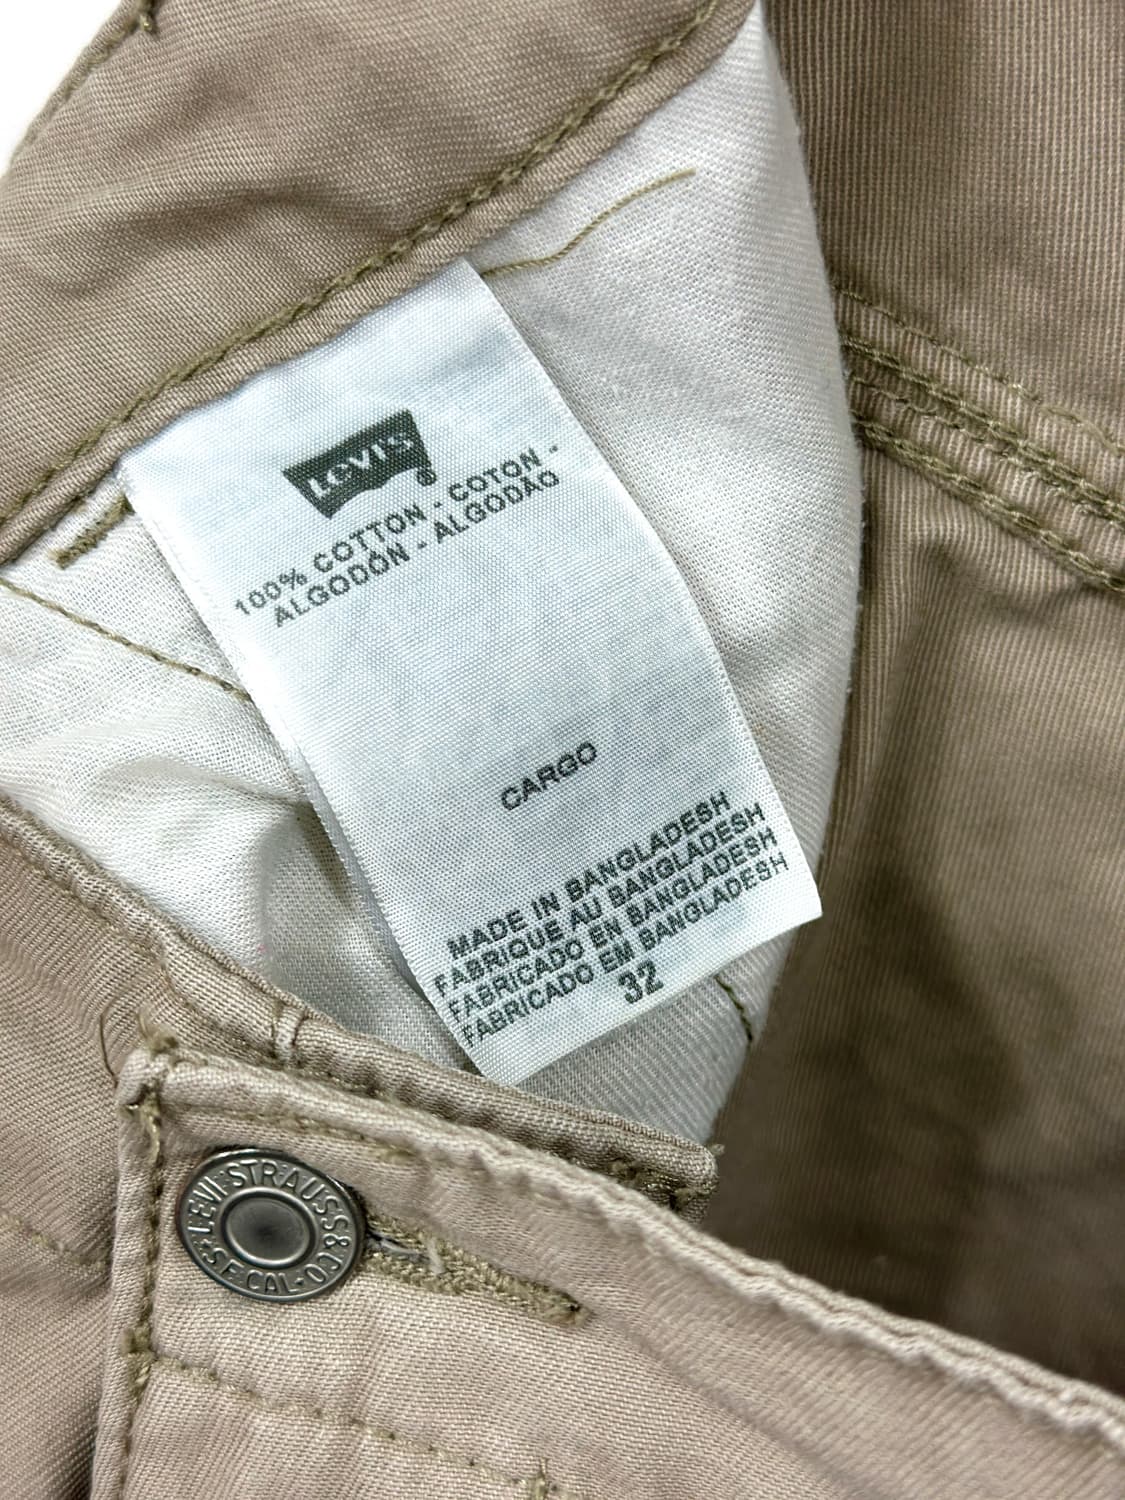 Levi's®
100% COTTON - COTON -
ALGODÓN - ALGODÃO
CARGO
MADE IN BANGLADESH
FABRIQUE AU BANGLADESH
FABRICADO EN BANGLADESH
FABRICADO EM BANGLADESH
32
LEVI STRAUSS & CO
S.F. CAL